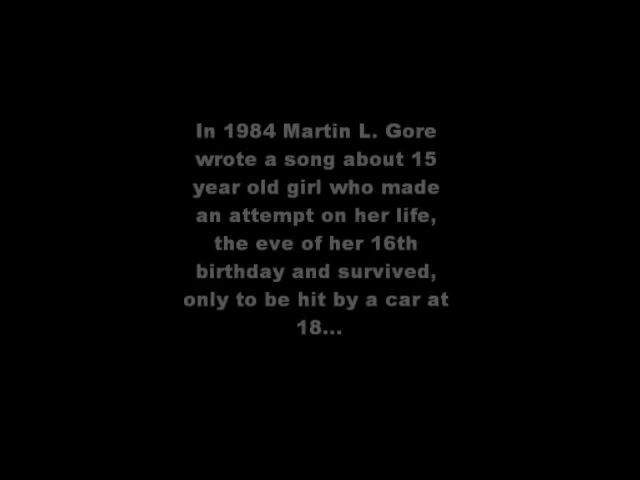 In 1984 Martin L. Gore
wrote a song about 15
year old girl who made
an attempt on her life,
the eve of her 16th
birthday and survived,
only to be hit by a car at
18...